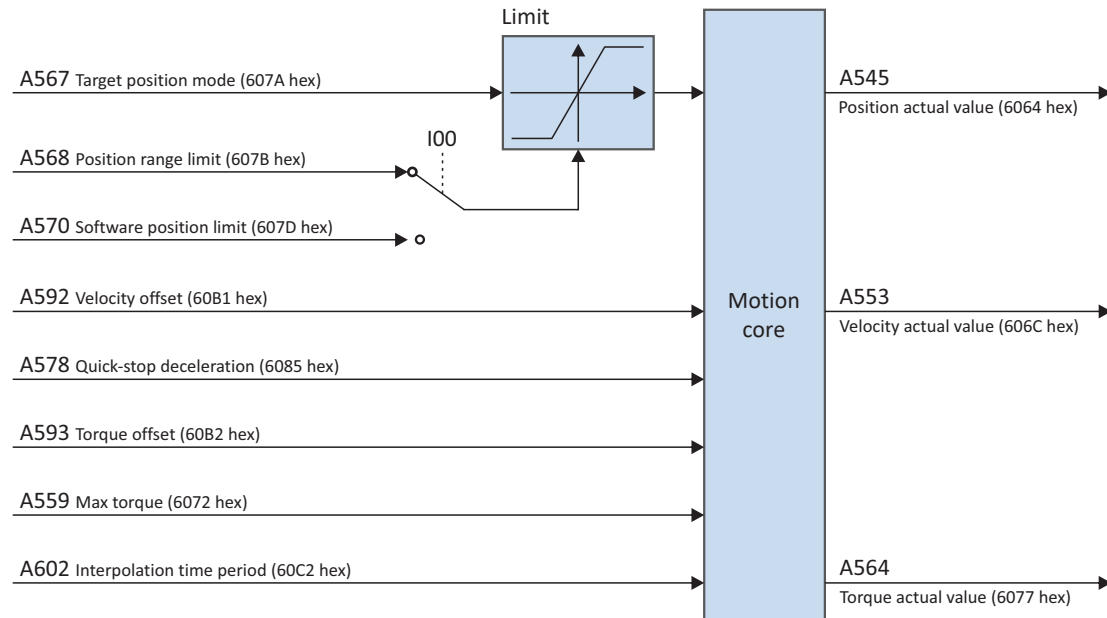 Limit
A567 Target position mode (607A hex)
A545
Position actual value (6064 hex)
I00
A568 Position range limit (607B hex)
A570 Software position limit (607D hex)
A592 Velocity offset (60B1 hex)
Motion
core
A553
Velocity actual value (606C hex)
A578 Quick-stop deceleration (6085 hex)
A593 Torque offset (60B2 hex)
A559 Max torque (6072 hex)
A602 Interpolation time period (60C2 hex)
A564
Torque actual value (6077 hex)